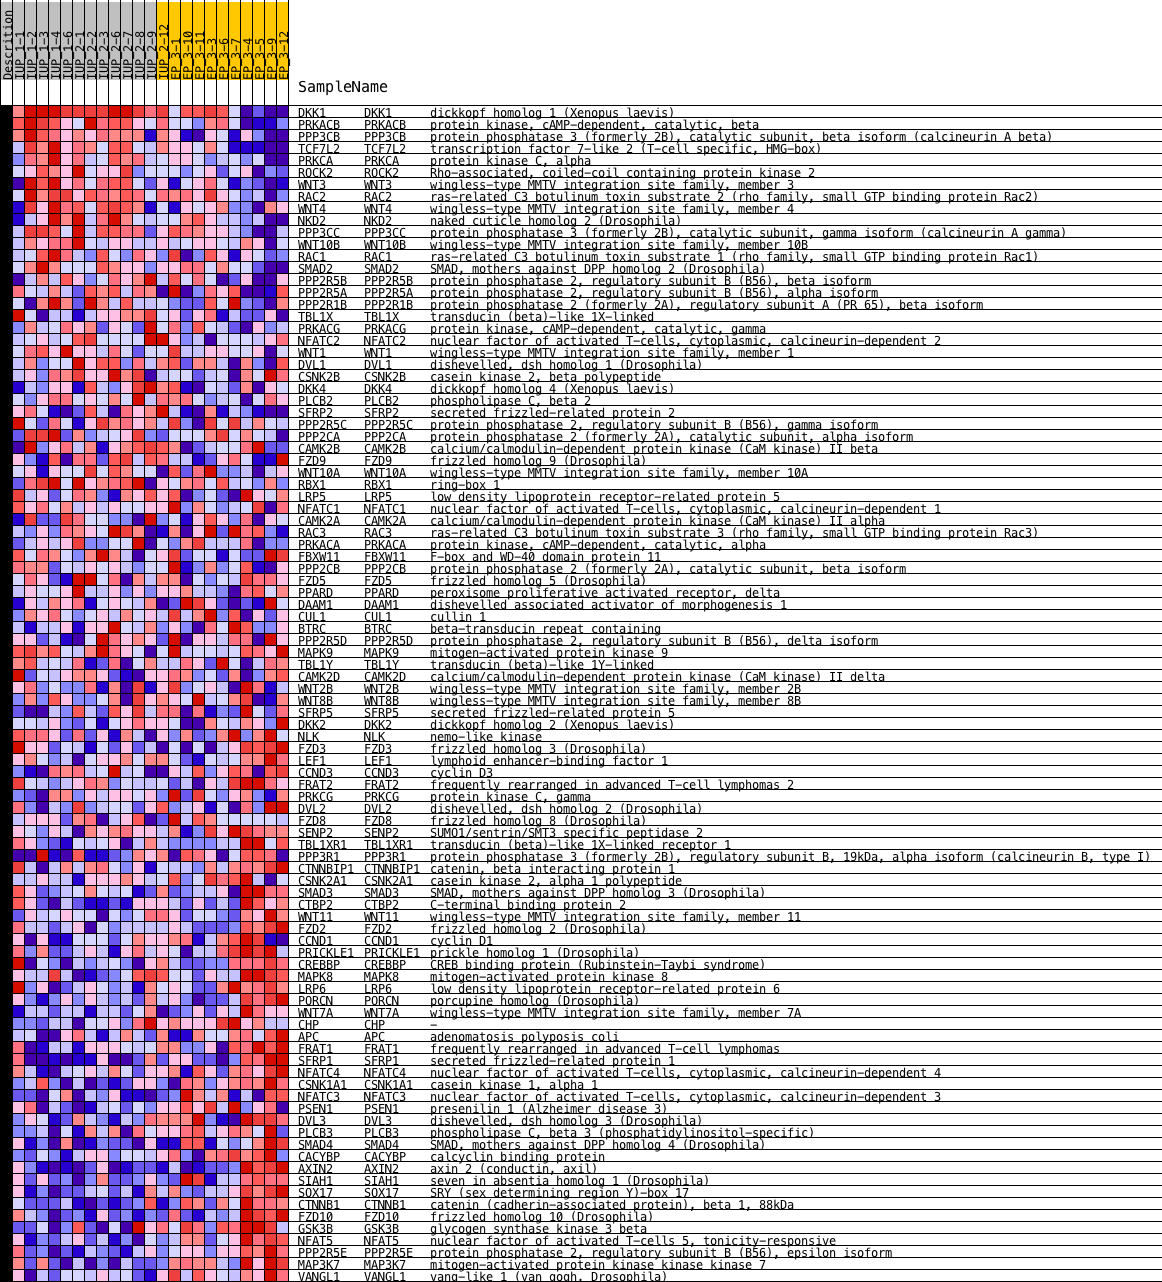 Descrition
IUP_1-1
IUP_1-2
IUP_1-3
IUP_1-4
IUP_1-6
IUP_2-1
IUP_2-2
IUP_2-3
IUP_2-6
IUP_2-7
IUP_2-8
IUP_2-9
IUP_2-12
EP_3-1
EP_3-10
EP_3-11
EP_3-3
EP_3-6
EP_3-7
EP_3-4
EP_3-5
EP_3-9
EP_3-12
SampleName
DKK1 DKK1 dickkopf homolog 1 (Xenopus laevis)
PRKACB PRKACB protein kinase, cAMP-dependent, catalytic, beta
PPP3CB PPP3CB protein phosphatase 3 (formerly 2B), catalytic subunit, beta isoform (calcineurin A beta)
TCF7L2 TCF7L2 transcription factor 7-like 2 (T-cell specific, HMG-box)
PRKCA PRKCA protein kinase C, alpha
ROCK2 ROCK2 Rho-associated, coiled-coil containing protein kinase 2
WNT3 WNT3 wingless-type MMTV integration site family, member 3
RAC2 RAC2 ras-related C3 botulinum toxin substrate 2 (rho family, small GTP binding protein Rac2)
WNT4 WNT4 wingless-type MMTV integration site family, member 4
NKD2 NKD2 naked cuticle homolog 2 (Drosophila)
PPP3CC PPP3CC protein phosphatase 3 (formerly 2B), catalytic subunit, gamma isoform (calcineurin A gamma)
WNT10B WNT10B wingless-type MMTV integration site family, member 10B
RAC1 RAC1 ras-related C3 botulinum toxin substrate 1 (rho family, small GTP binding protein Rac1)
SMAD2 SMAD2 SMAD, mothers against DPP homolog 2 (Drosophila)
PPP2R5B PPP2R5B protein phosphatase 2, regulatory subunit B (B56), beta isoform
PPP2R5A PPP2R5A protein phosphatase 2, regulatory subunit B (B56), alpha isoform
PPP2R1B PPP2R1B protein phosphatase 2 (formerly 2A), regulatory subunit A (PR 65), beta isoform
TBL1X TBL1X transducin (beta)-like 1X-linked
PRKACG PRKACG protein kinase, cAMP-dependent, catalytic, gamma
NFATC2 NFATC2 nuclear factor of activated T-cells, cytoplasmic, calcineurin-dependent 2
WNT1 WNT1 wingless-type MMTV integration site family, member 1
DVL1 DVL1 dishevelled, dsh homolog 1 (Drosophila)
CSNK2B CSNK2B casein kinase 2, beta polypeptide
DKK4 DKK4 dickkopf homolog 4 (Xenopus laevis)
PLCB2 PLCB2 phospholipase C, beta 2
SFRP2 SFRP2 secreted frizzled-related protein 2
PPP2R5C PPP2R5C protein phosphatase 2, regulatory subunit B (B56), gamma isoform
PPP2CA PPP2CA protein phosphatase 2 (formerly 2A), catalytic subunit, alpha isoform
CAMK2B CAMK2B calcium/calmodulin-dependent protein kinase (CaM kinase) II beta
FZD9 FZD9 frizzled homolog 9 (Drosophila)
WNT10A WNT10A wingless-type MMTV integration site family, member 10A
RBX1 RBX1 ring-box 1
LRP5 LRP5 low density lipoprotein receptor-related protein 5
NFATC1 NFATC1 nuclear factor of activated T-cells, cytoplasmic, calcineurin-dependent 1
CAMK2A CAMK2A calcium/calmodulin-dependent protein kinase (CaM kinase) II alpha
RAC3 RAC3 ras-related C3 botulinum toxin substrate 3 (rho family, small GTP binding protein Rac3)
PRKACA PRKACA protein kinase, cAMP-dependent, catalytic, alpha
FBXW11 FBXW11 F-box and WD-40 domain protein 11
PPP2CB PPP2CB protein phosphatase 2 (formerly 2A), catalytic subunit, beta isoform
FZD5 FZD5 frizzled homolog 5 (Drosophila)
PPARD PPARD peroxisome proliferative activated receptor, delta
DAAM1 DAAM1 dishevelled associated activator of morphogenesis 1
CUL1 CUL1 cullin 1
BTRC BTRC beta-transducin repeat containing
PPP2R5D PPP2R5D protein phosphatase 2, regulatory subunit B (B56), delta isoform
MAPK9 MAPK9 mitogen-activated protein kinase 9
TBL1Y TBL1Y transducin (beta)-like 1Y-linked
CAMK2D CAMK2D calcium/calmodulin-dependent protein kinase (CaM kinase) II delta
WNT2B WNT2B wingless-type MMTV integration site family, member 2B
WNT8B WNT8B wingless-type MMTV integration site family, member 8B
SFRP5 SFRP5 secreted frizzled-related protein 5
DKK2 DKK2 dickkopf homolog 2 (Xenopus laevis)
NLK NLK nemo-like kinase
FZD3 FZD3 frizzled homolog 3 (Drosophila)
LEF1 LEF1 lymphoid enhancer-binding factor 1
CCND3 CCND3 cyclin D3
FRAT2 FRAT2 frequently rearranged in advanced T-cell lymphomas 2
PRKCG PRKCG protein kinase C, gamma
DVL2 DVL2 dishevelled, dsh homolog 2 (Drosophila)
FZD8 FZD8 frizzled homolog 8 (Drosophila)
SENP2 SENP2 SUMO1/sentrin/SMT3 specific peptidase 2
TBL1XR1 TBL1XR1 transducin (beta)-like 1X-linked receptor 1
PPP3R1 PPP3R1 protein phosphatase 3 (formerly 2B), regulatory subunit B, 19kDa, alpha isoform (calcineurin B, type I)
CTNNBIP1 CTNNBIP1 catenin, beta interacting protein 1
CSNK2A1 CSNK2A1 casein kinase 2, alpha 1 polypeptide
SMAD3 SMAD3 SMAD, mothers against DPP homolog 3 (Drosophila)
CTBP2 CTBP2 C-terminal binding protein 2
WNT11 WNT11 wingless-type MMTV integration site family, member 11
FZD2 FZD2 frizzled homolog 2 (Drosophila)
CCND1 CCND1 cyclin D1
PRICKLE1 PRICKLE1 prickle homolog 1 (Drosophila)
CREBBP CREBBP CREB binding protein (Rubinstein-Taybi syndrome)
MAPK8 MAPK8 mitogen-activated protein kinase 8
LRP6 LRP6 low density lipoprotein receptor-related protein 6
PORCN PORCN porcupine homolog (Drosophila)
WNT7A WNT7A wingless-type MMTV integration site family, member 7A
CHP CHP -
APC APC adenomatosis polyposis coli
FRAT1 FRAT1 frequently rearranged in advanced T-cell lymphomas
SFRP1 SFRP1 secreted frizzled-related protein 1
NFATC4 NFATC4 nuclear factor of activated T-cells, cytoplasmic, calcineurin-dependent 4
CSNK1A1 CSNK1A1 casein kinase 1, alpha 1
NFATC3 NFATC3 nuclear factor of activated T-cells, cytoplasmic, calcineurin-dependent 3
PSEN1 PSEN1 presenilin 1 (Alzheimer disease 3)
DVL3 DVL3 dishevelled, dsh homolog 3 (Drosophila)
PLCB3 PLCB3 phospholipase C, beta 3 (phosphatidylinositol-specific)
SMAD4 SMAD4 SMAD, mothers against DPP homolog 4 (Drosophila)
CACYBP CACYBP calcyclin binding protein
AXIN2 AXIN2 axin 2 (conductin, axil)
SIAH1 SIAH1 seven in absentia homolog 1 (Drosophila)
SOX17 SOX17 SRY (sex determining region Y)-box 17
CTNNB1 CTNNB1 catenin (cadherin-associated protein), beta 1, 88kDa
FZD10 FZD10 frizzled homolog 10 (Drosophila)
GSK3B GSK3B glycogen synthase kinase 3 beta
NFAT5 NFAT5 nuclear factor of activated T-cells 5, tonicity-responsive
PPP2R5E PPP2R5E protein phosphatase 2, regulatory subunit B (B56), epsilon isoform
MAP3K7 MAP3K7 mitogen-activated protein kinase kinase kinase 7
VANGL1 VANGL1 vang-like 1 (van gogh, Drosophila)